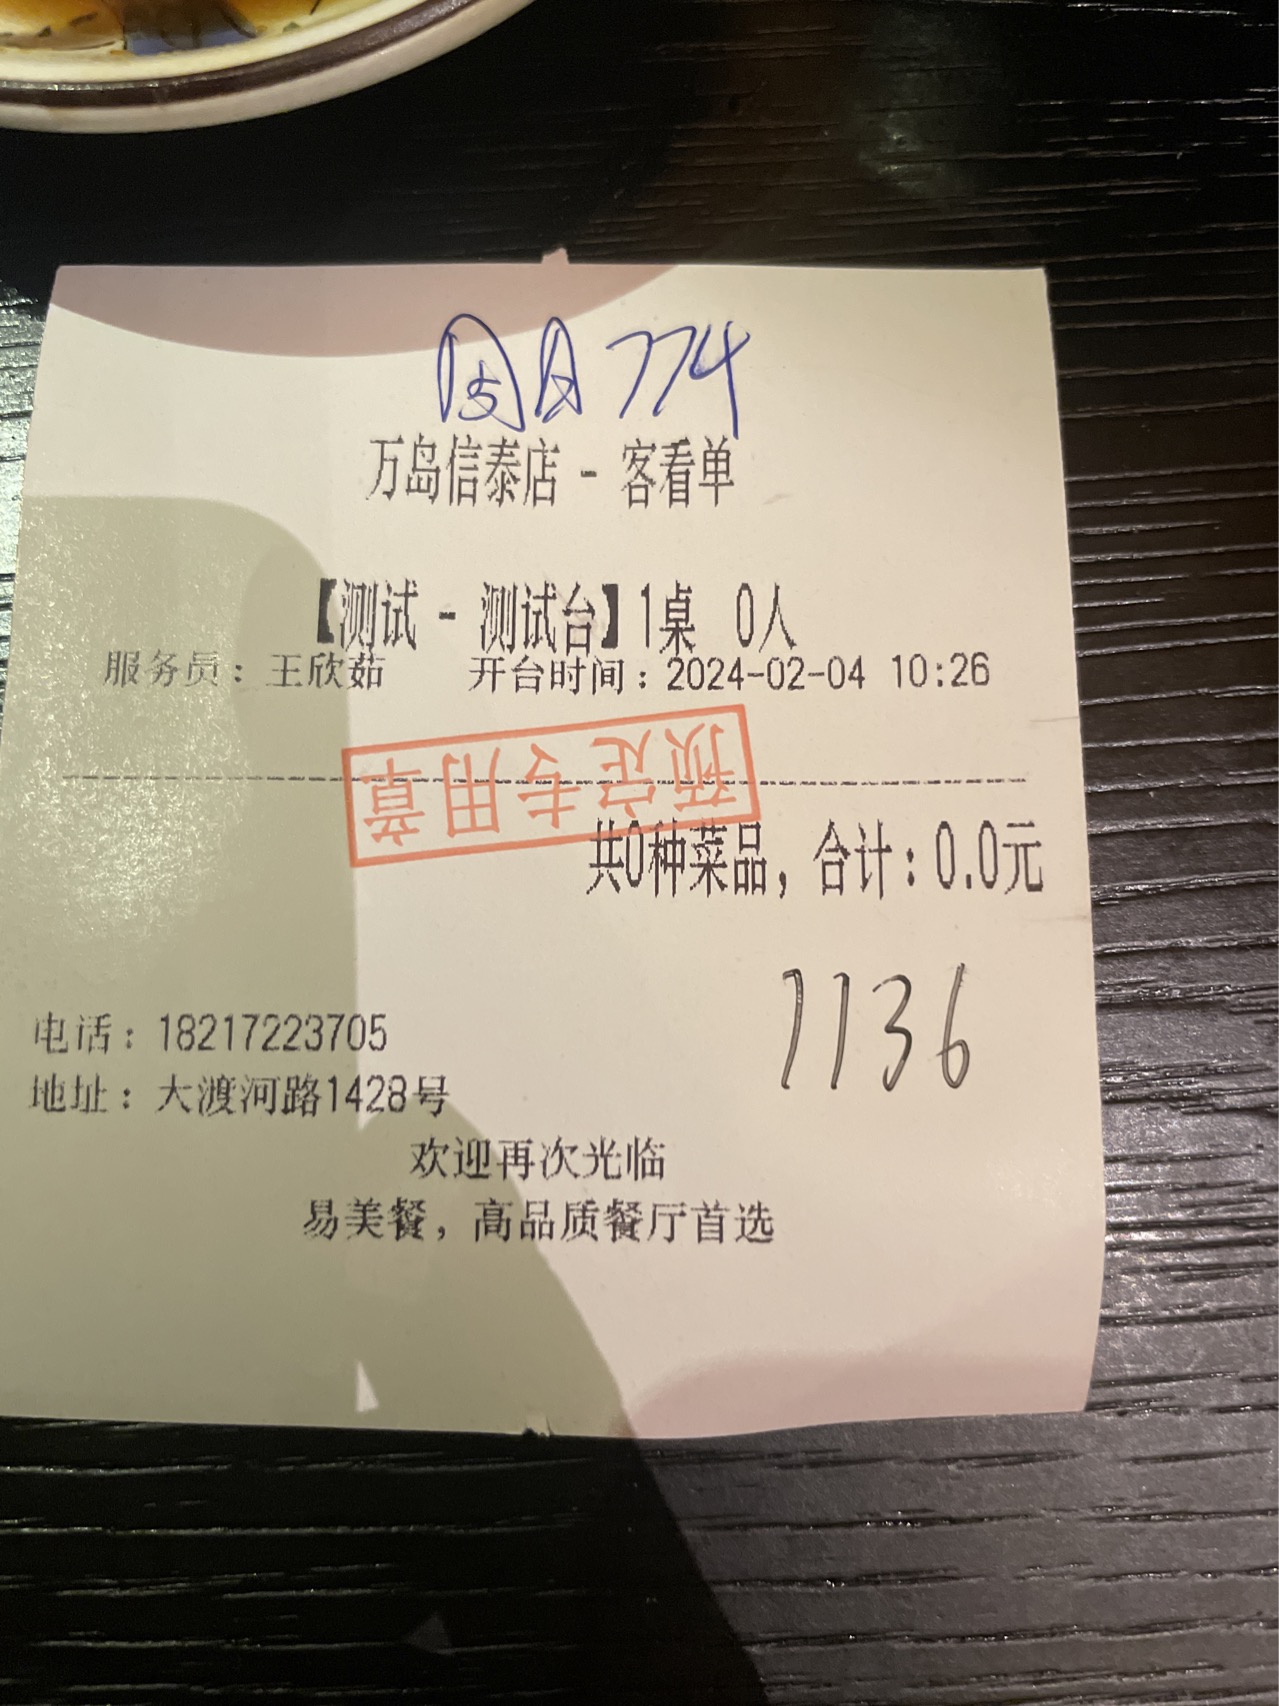 774
万岛信泰店 - 客看单
【测试 - 测试台】1桌 0人
服务员：王欣茹 开台时间：2024-02-04 10:26
预定专用章
共0种菜品，合计：0.0元
1136
电话：18217223705
地址：大渡河路1428号
欢迎再次光临
易美餐，高品质餐厅首选